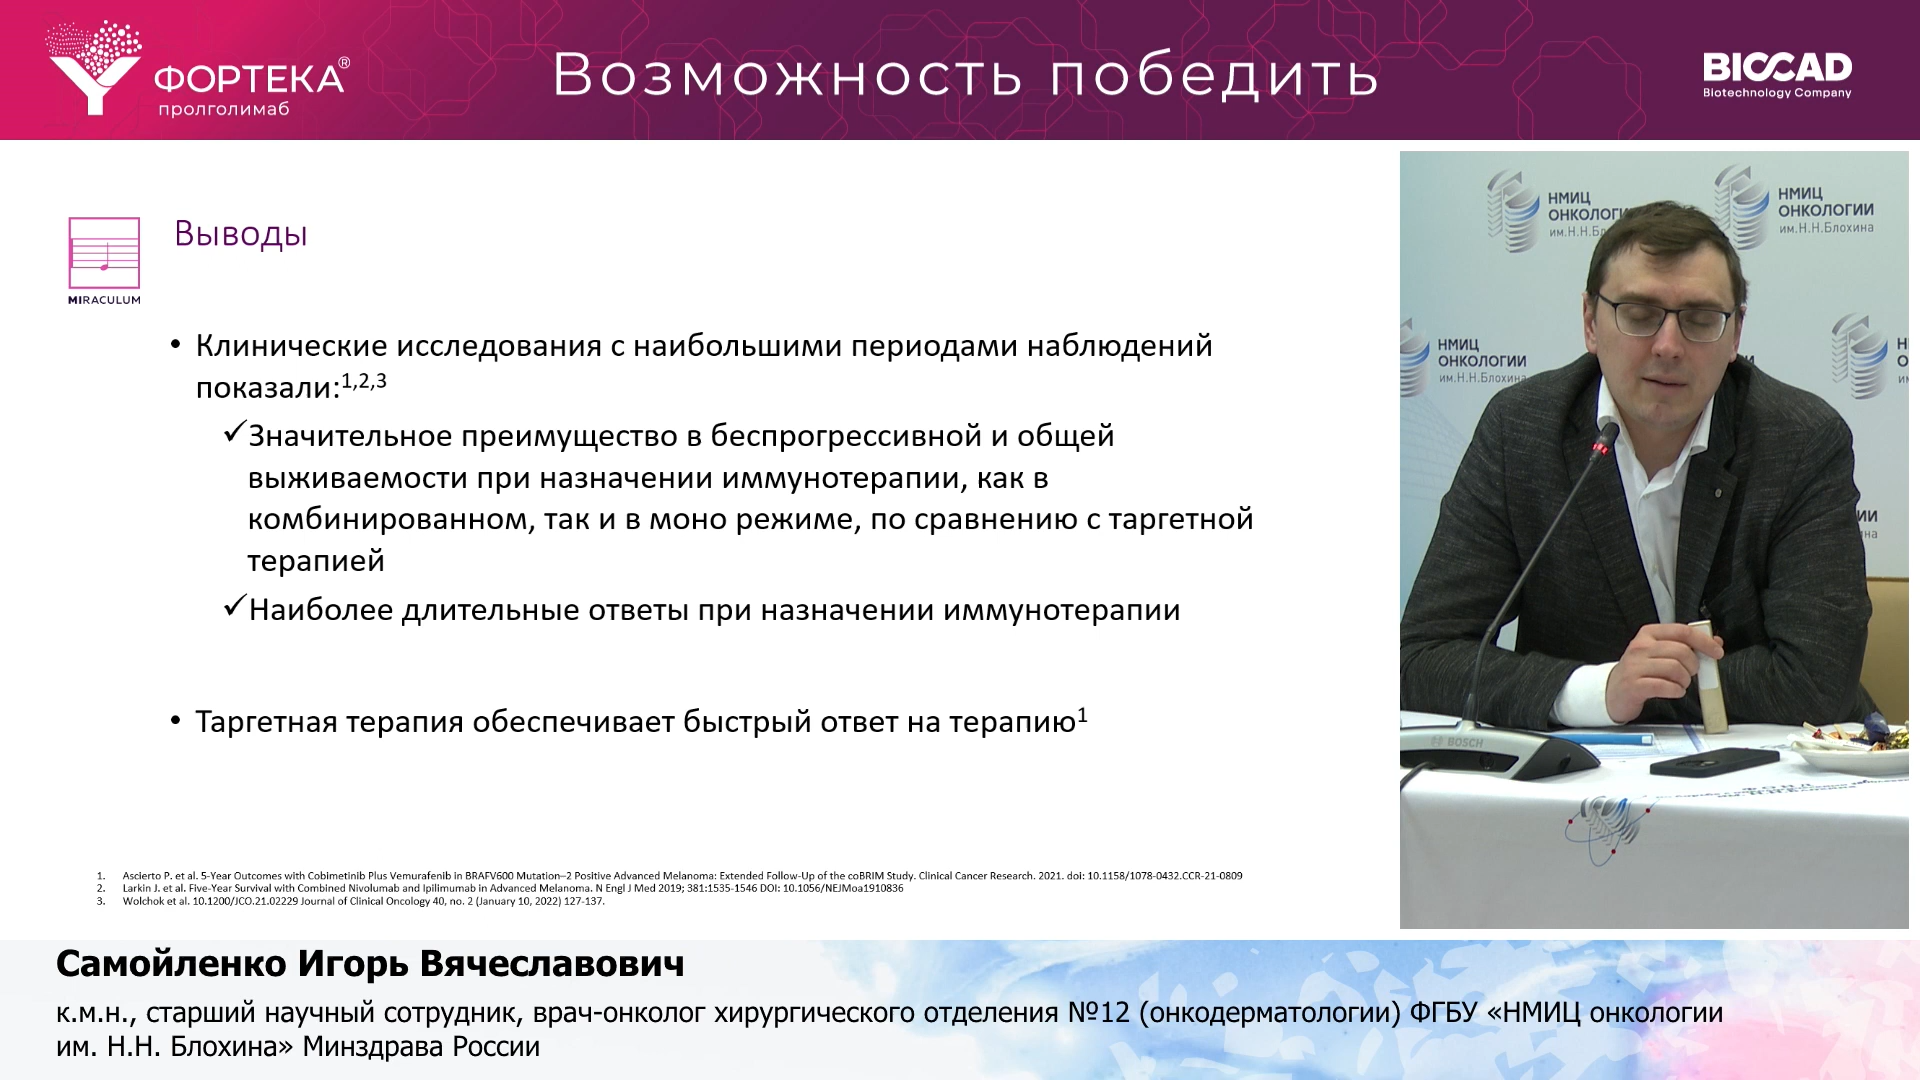 ФОРТЕКА®
пролголимаб
Возможность победить
BIOCAD
Biotechnology Company
MIRACULUM
Выводы
• Клинические исследования с наибольшими периодами наблюдений
показали:1,2,3
✓Значительное преимущество в беспрогрессивной и общей
выживаемости при назначении иммунотерапии, как в
комбинированном, так и в моно режиме, по сравнению с таргетной
терапией
✓Наиболее длительные ответы при назначении иммунотерапии
• Таргетная терапия обеспечивает быстрый ответ на терапию1
1. Ascierto P. et al. 5-Year Outcomes with Cobimetinib Plus Vemurafenib in BRAFV600 Mutation–2 Positive Advanced Melanoma: Extended Follow-Up of the coBRIM Study. Clinical Cancer Research. 2021. doi: 10.1158/1078-0432.CCR-21-0809
2. Larkin J. et al. Five-Year Survival with Combined Nivolumab and Ipilimumab in Advanced Melanoma. N Engl J Med 2019; 381:1535-1546 DOI: 10.1056/NEJMoa1910836
3. Wolchok et al. 10.1200/JCO.21.02229 Journal of Clinical Oncology 40, no. 2 (January 10, 2022) 127-137.
НМИЦ
ОНКОЛОГИ
им.Н.Н.Бло
НМИЦ
ОНКОЛОГИИ
им.Н.Н.Блохина
НМИЦ
ОНКОЛОГИИ
им.Н.Н.Блохина
BOSCH
Самойленко Игорь Вячеславович
к.м.н., старший научный сотрудник, врач-онколог хирургического отделения №12 (онкодерматологии) ФГБУ «НМИЦ онкологии
им. Н.Н. Блохина» Минздрава России